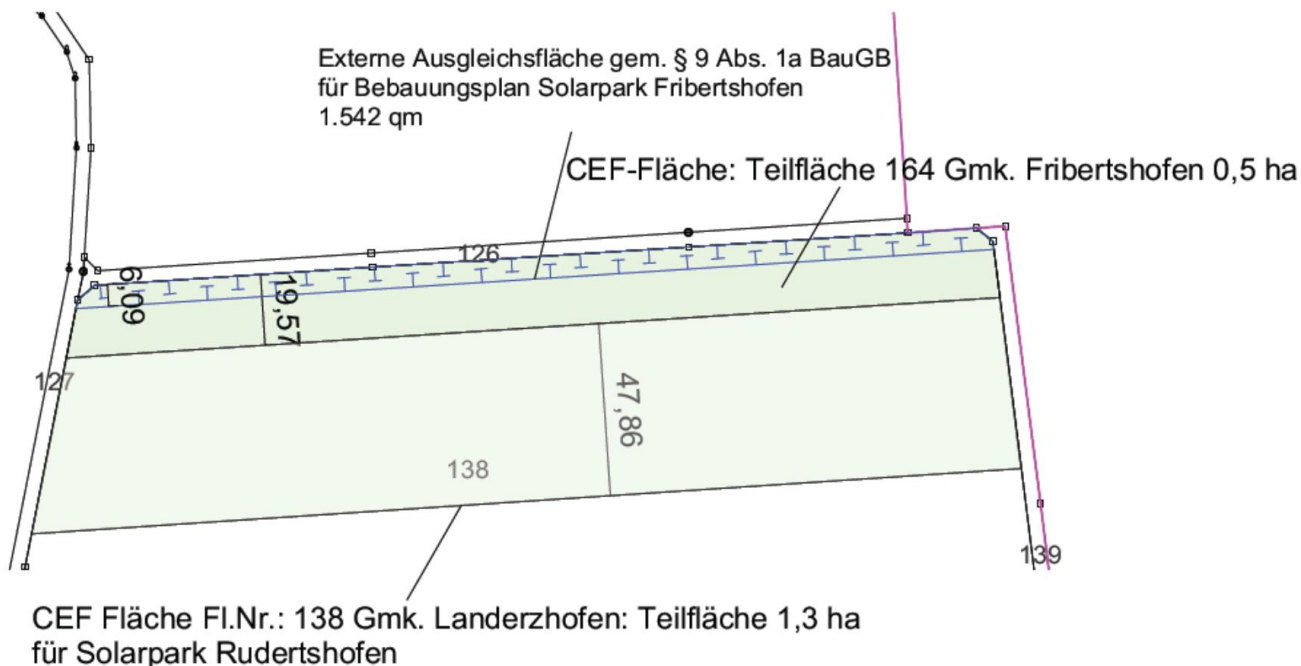 Externe Ausgleichsfläche gem. § 9 Abs. 1a BauGB
für Bebauungsplan Solarpark Fribertshofen
1.542 qm
CEF-Fläche: Teilfläche 164 Gmk. Fribertshofen 0,5 ha
126
6,09
19,57
127
47,86
138
139
CEF Fläche Fl.Nr.: 138 Gmk. Landerzhofen: Teilfläche 1,3 ha
für Solarpark Rudertshofen